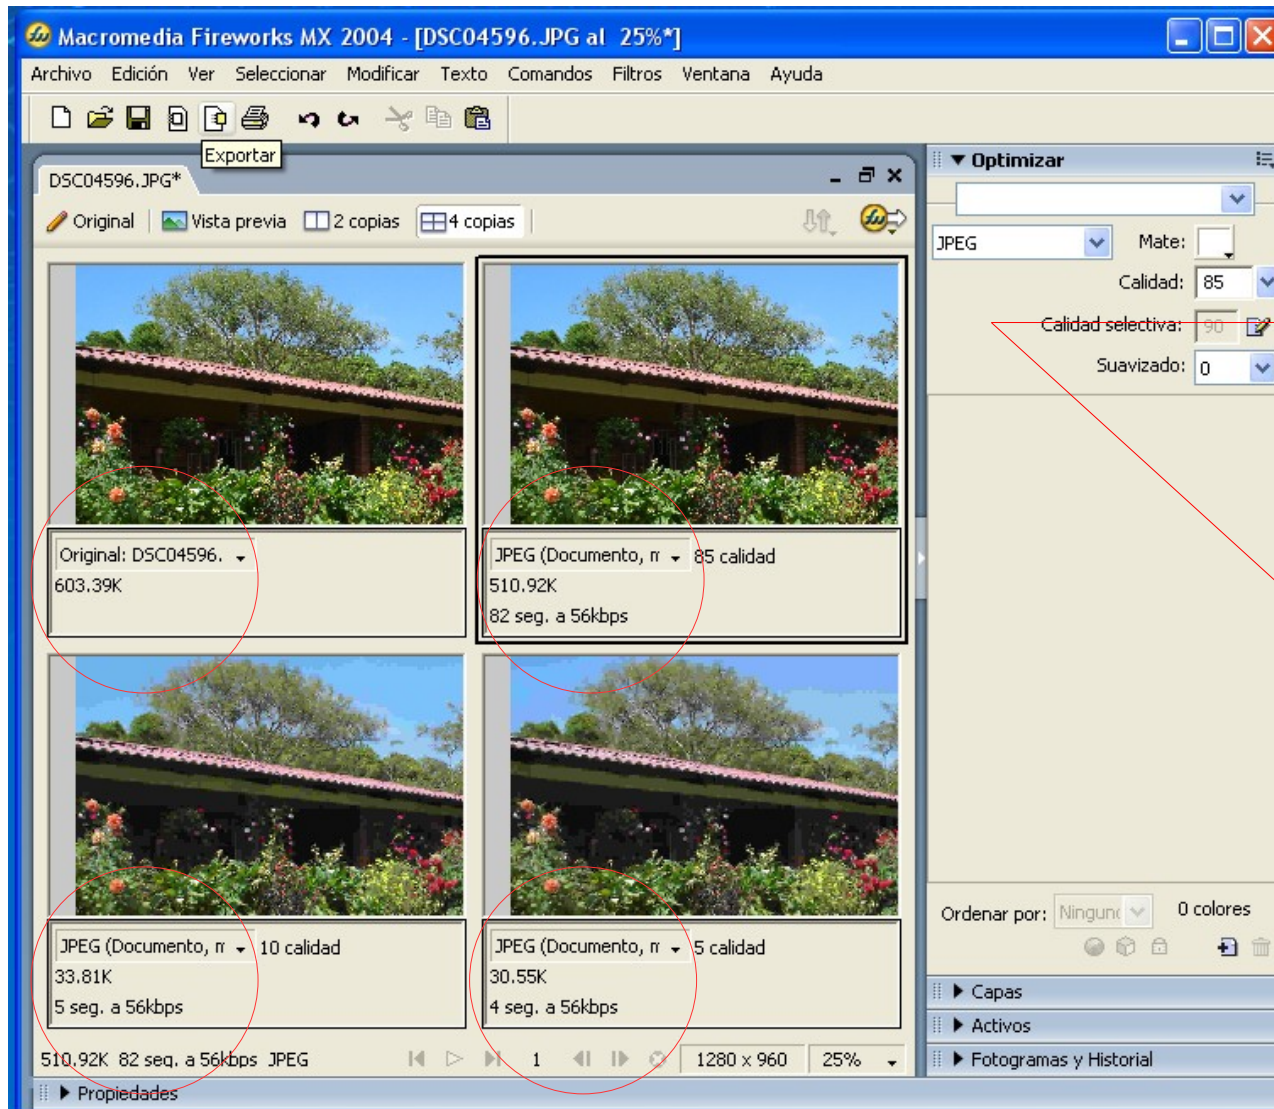 Macromedia Fireworks MX 2004 - [DSC04596.JPG al 25%*]
Archivo Edición Ver Seleccionar Modificar Texto Comandos Filtros Ventana Ayuda
Exportar
DSC04596.JPG*
Original Vista previa 2 copias 4 copias
Original: DSC04596.
603.39K
JPEG (Documento, 85 calidad
510.92K
82 seg. a 56kbps
JPEG (Documento, 10 calidad
33.81K
5 seg. a 56kbps
JPEG (Documento, 5 calidad
30.55K
4 seg. a 56kbps
510.92K 82 seg. a 56kbps JPEG 1 1280 x 960 25%
Propiedades
Optimizar
JPEG Mate:
Calidad: 85
Calidad selectiva: 90
Suavizado: 0
Ordenar por: Ninguno 0 colores
Capas
Activos
Fotogramas y Historial